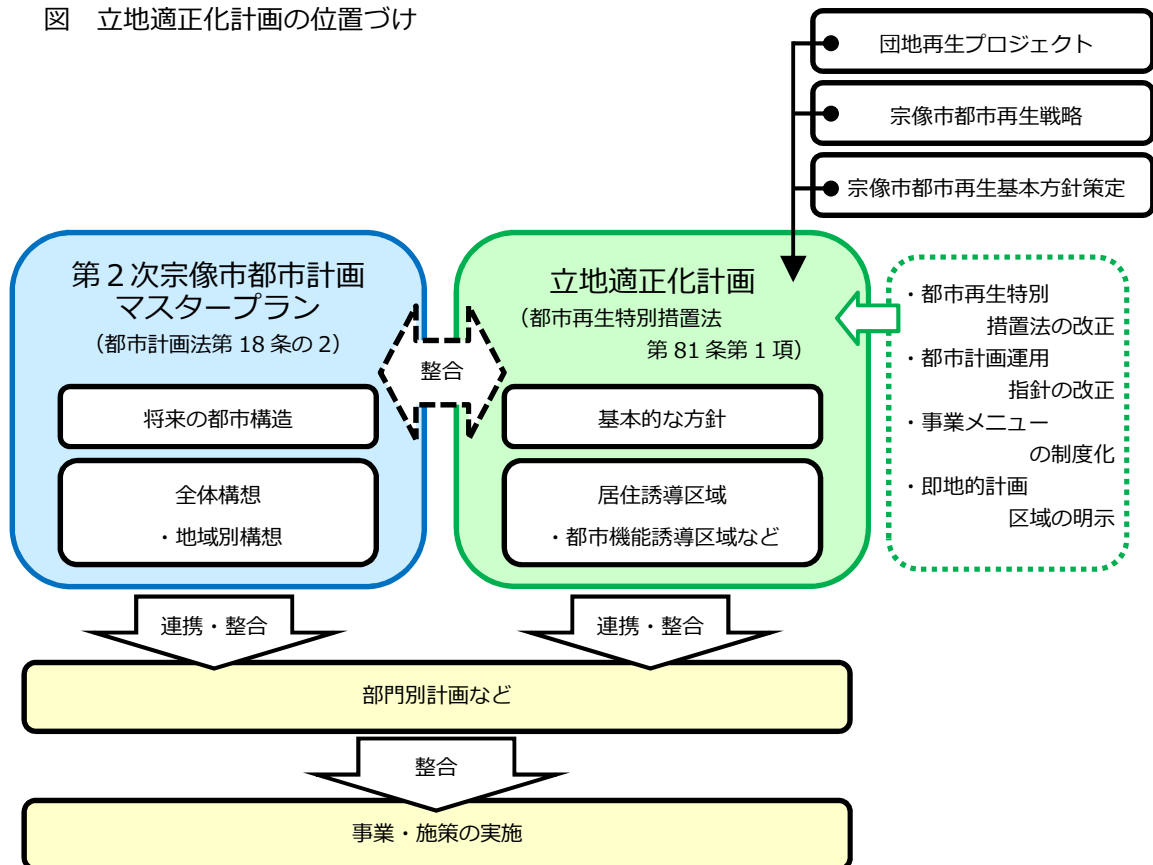 図 立地適正化計画の位置づけ
団地再生プロジェクト
宗像市都市再生戦略
宗像市都市再生基本方針策定
第２次宗像市都市計画
マスタープラン
（都市計画法第 18 条の 2）
将来の都市構造
全体構想
・地域別構想
整合
立地適正化計画
（都市再生特別措置法
第 81 条第 1 項）
基本的な方針
居住誘導区域
・都市機能誘導区域など
・都市再生特別
措置法の改正
・都市計画運用
指針の改正
・事業メニュー
の制度化
・即地的計画
区域の明示
連携・整合
連携・整合
部門別計画など
整合
事業・施策の実施